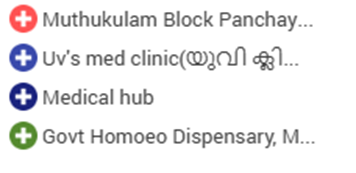 Muthukulam Block Panchay...
Uv's med clinic(യുവി ക്ലി...
Medical hub
Govt Homoeo Dispensary, M...